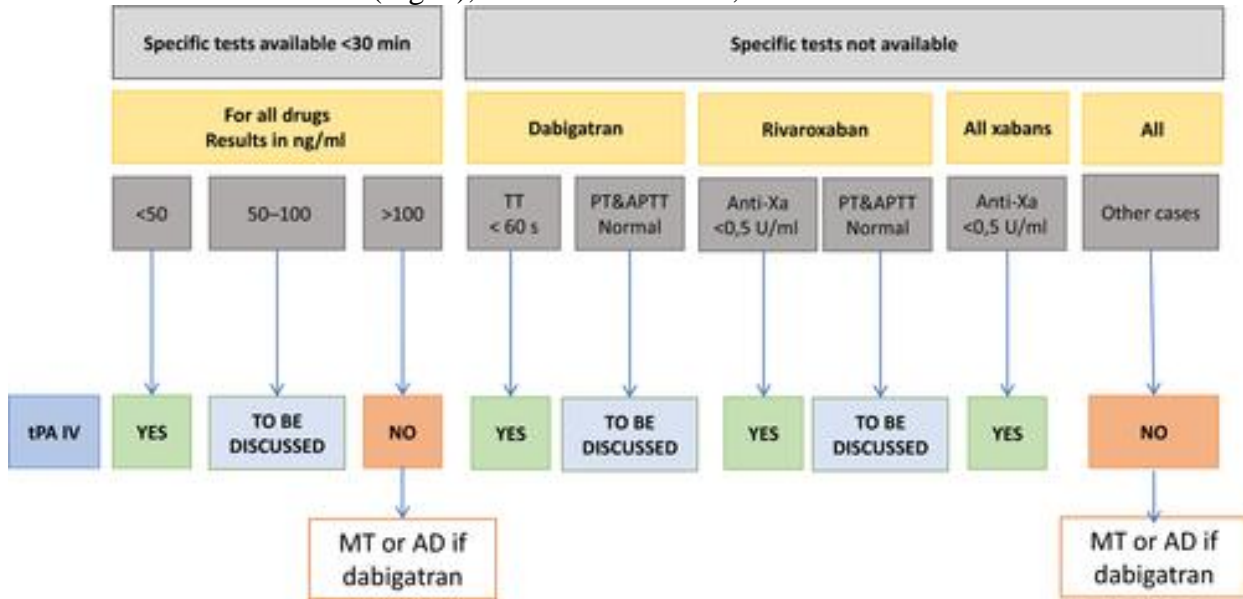 Specific tests available <30 min
Specific tests not available
For all drugs
Results in ng/ml
Dabigatran
Rivaroxaban
All xabans
All
<50
50–100
>100
TT
< 60 s
PT&APTT
Normal
Anti-Xa
<0,5 U/ml
PT&APTT
Normal
Anti-Xa
<0,5 U/ml
Other cases
tPA IV
YES
TO BE
DISCUSSED
NO
YES
TO BE
DISCUSSED
YES
TO BE
DISCUSSED
YES
NO
MT or AD if
dabigatran
MT or AD if
dabigatran